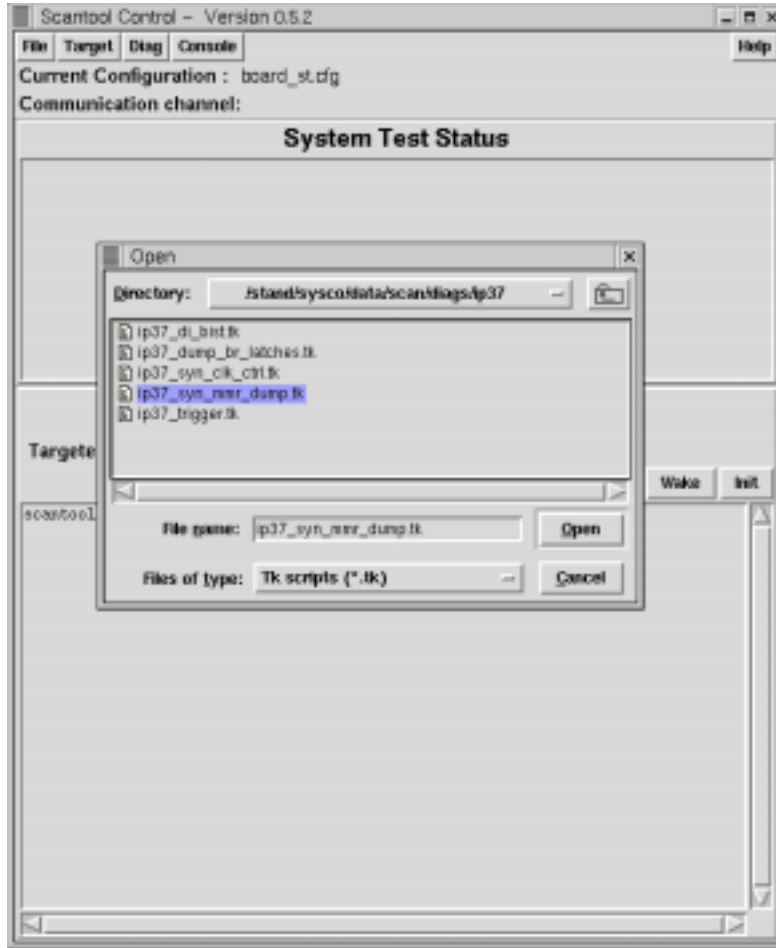 Scantool Control – Version 0.5.2
File Target Diag Console Help
Current Configuration : board_st.cfg
Communication channel:
System Test Status
Open
Directory: /stand/sysco/data/scan/diags/ip37
ip37_di_bist.tk
ip37_dump_br_latches.tk
ip37_syn_clk_ctrl.tk
ip37_syn_mmr_dump.tk
ip37_trigger.tk
Targete
Wake Init
scantool
File name: ip37_syn_mmr_dump.tk Open
Files of type: Tk scripts (*.tk) Cancel